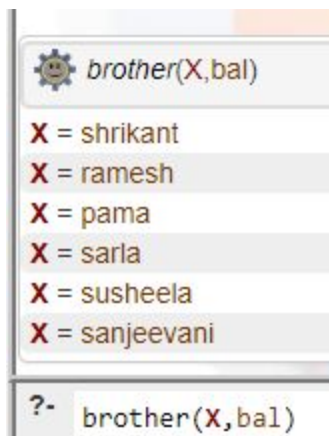 brother(X,bal)
X = shrikant
X = ramesh
X = pama
X = sarla
X = susheela
X = sanjeevani
?- brother(X,bal)